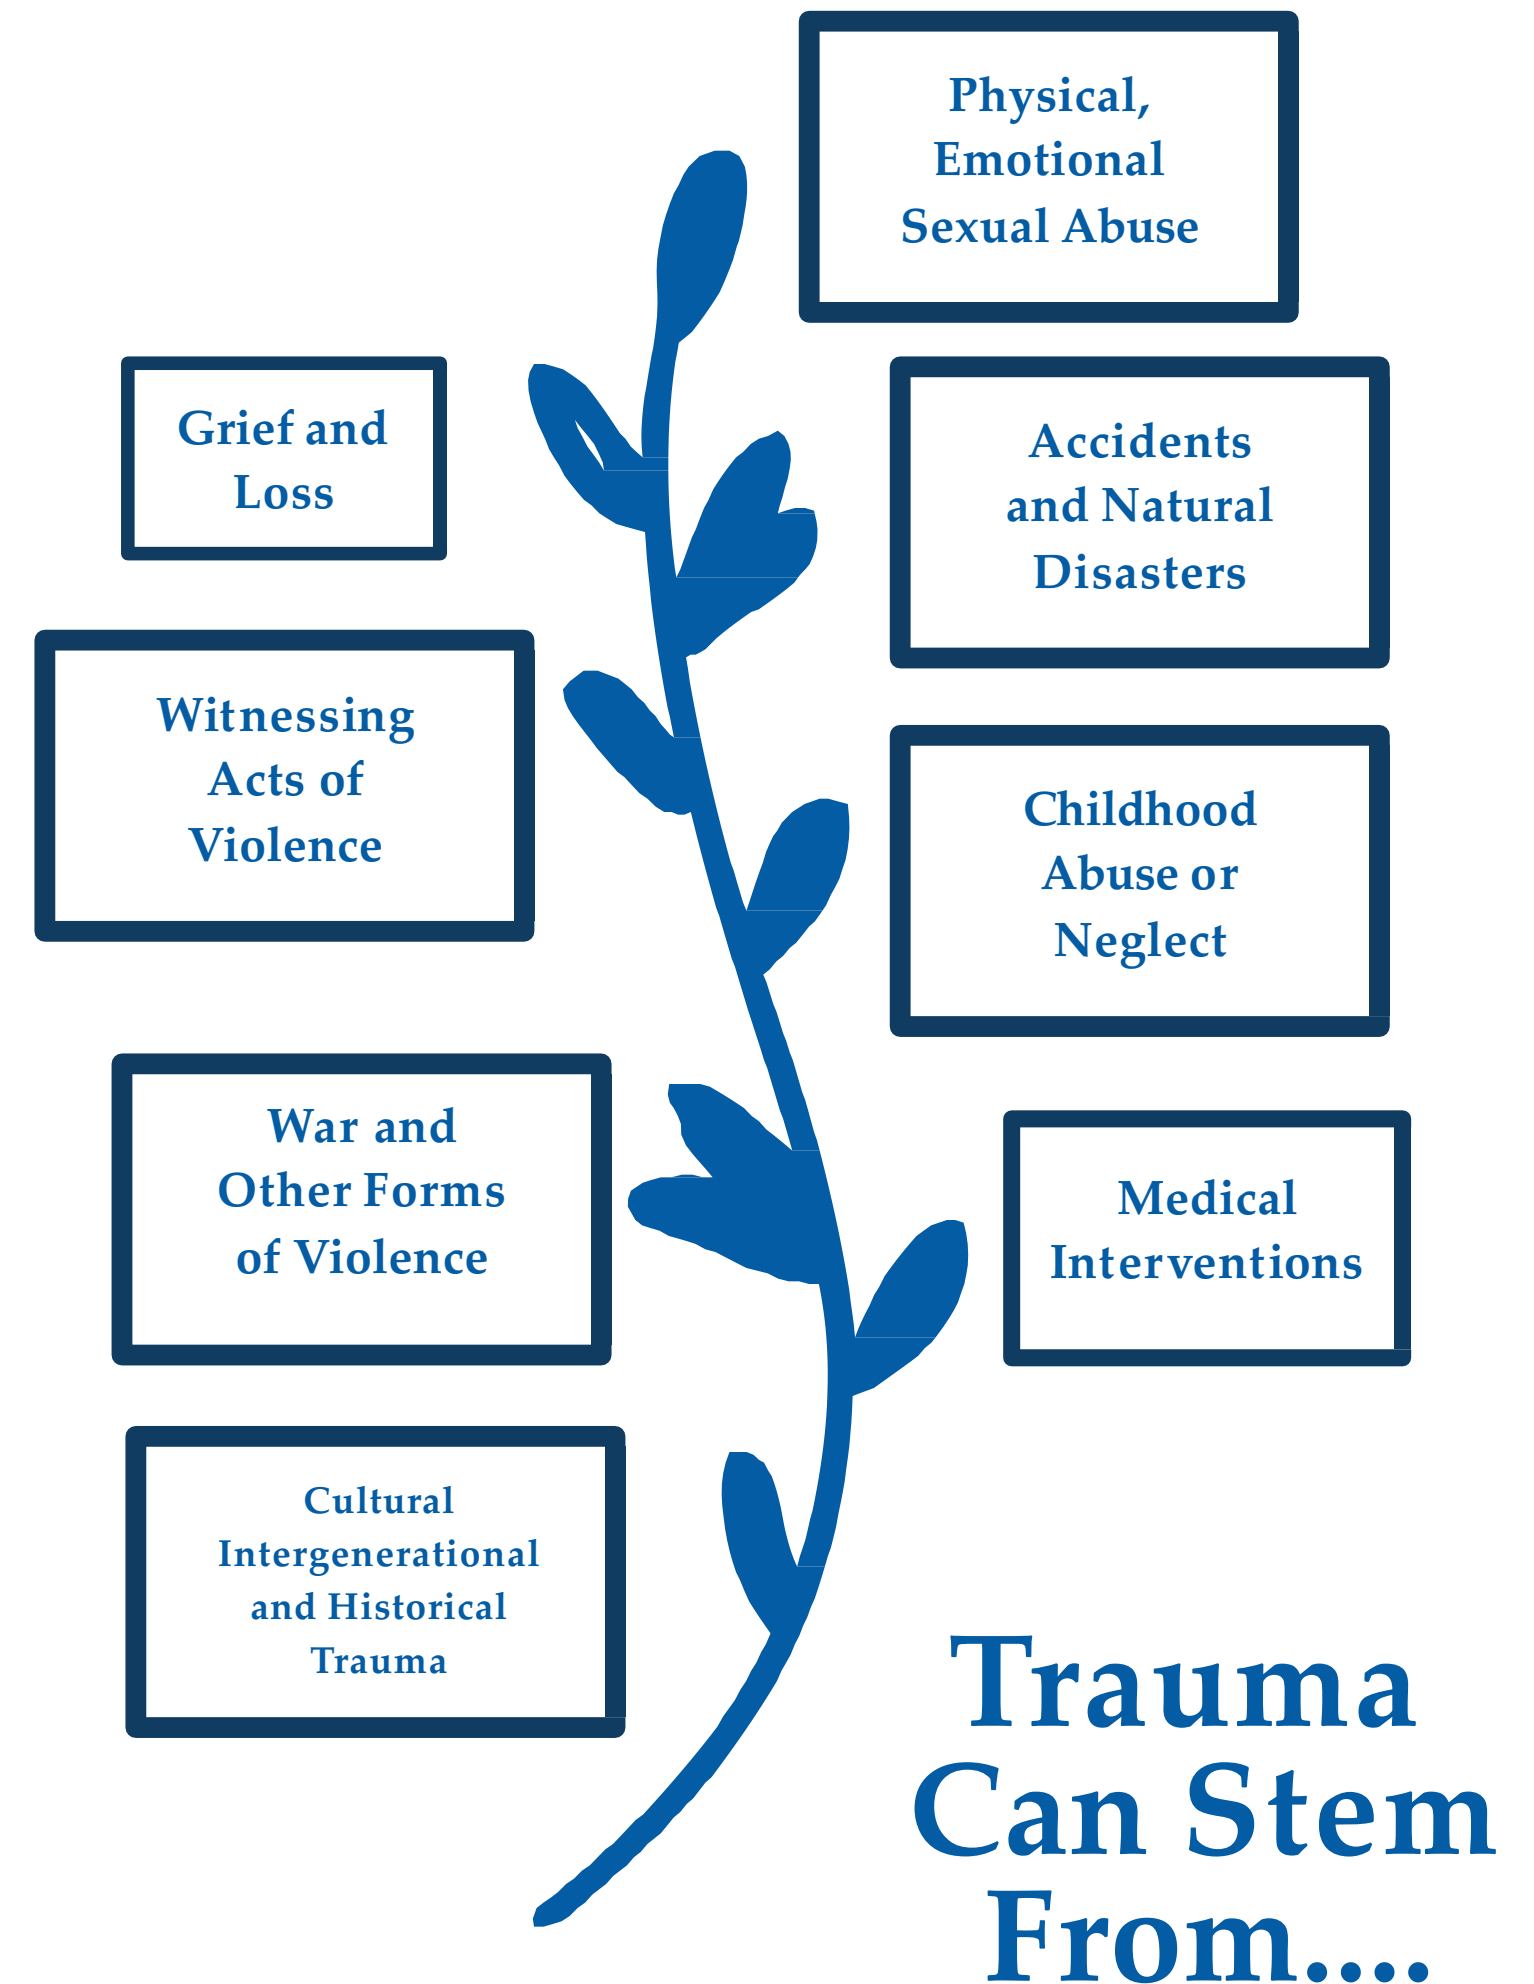 Physical,
Emotional
Sexual Abuse
Grief and
Loss
Accidents
and Natural
Disasters
Witnessing
Acts of
Violence
Childhood
Abuse or
Neglect
War and
Other Forms
of Violence
Medical
Interventions
Cultural
Intergenerational
and Historical
Trauma
Trauma
Can Stem
From....